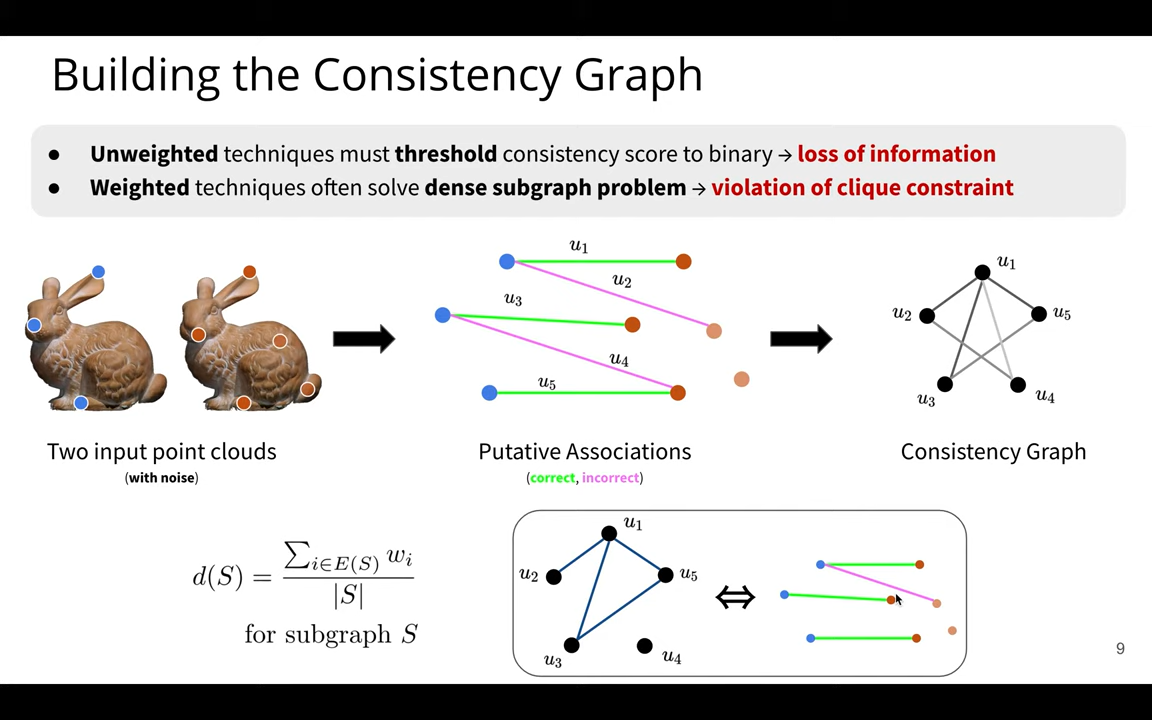 Building the Consistency Graph
● Unweighted techniques must threshold consistency score to binary → loss of information
● Weighted techniques often solve dense subgraph problem → violation of clique constraint
u₁
u₂
u₃
u₄
u₅
u₁
u₂
u₅
u₃
u₄
Two input point clouds
(with noise)
Putative Associations
(correct, incorrect)
Consistency Graph
d(S) = ∑_{i∈E(S)} w_i / |S|
for subgraph S
u₁
u₂
u₅
u₃
u₄
⇔
9